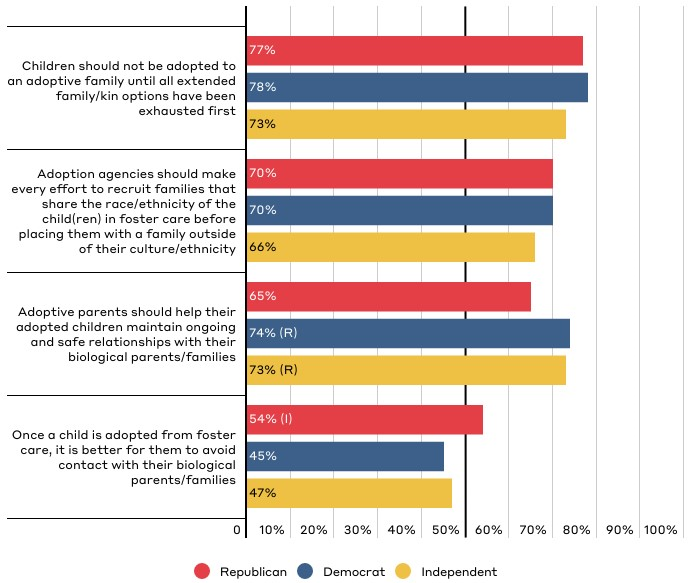 Children should not be adopted to
an adoptive family until all extended
family/kin options have been
exhausted first
77%
78%
73%
Adoption agencies should make
every effort to recruit families that
share the race/ethnicity of the
child(ren) in foster care before
placing them with a family outside
of their culture/ethnicity
70%
70%
66%
Adoptive parents should help their
adopted children maintain ongoing
and safe relationships with their
biological parents/families
65%
74% (R)
73% (R)
Once a child is adopted from foster
care, it is better for them to avoid
contact with their biological
parents/families
54% (I)
45%
47%
0 10% 20% 30% 40% 50% 60% 70% 80% 90% 100%
Republican Democrat Independent